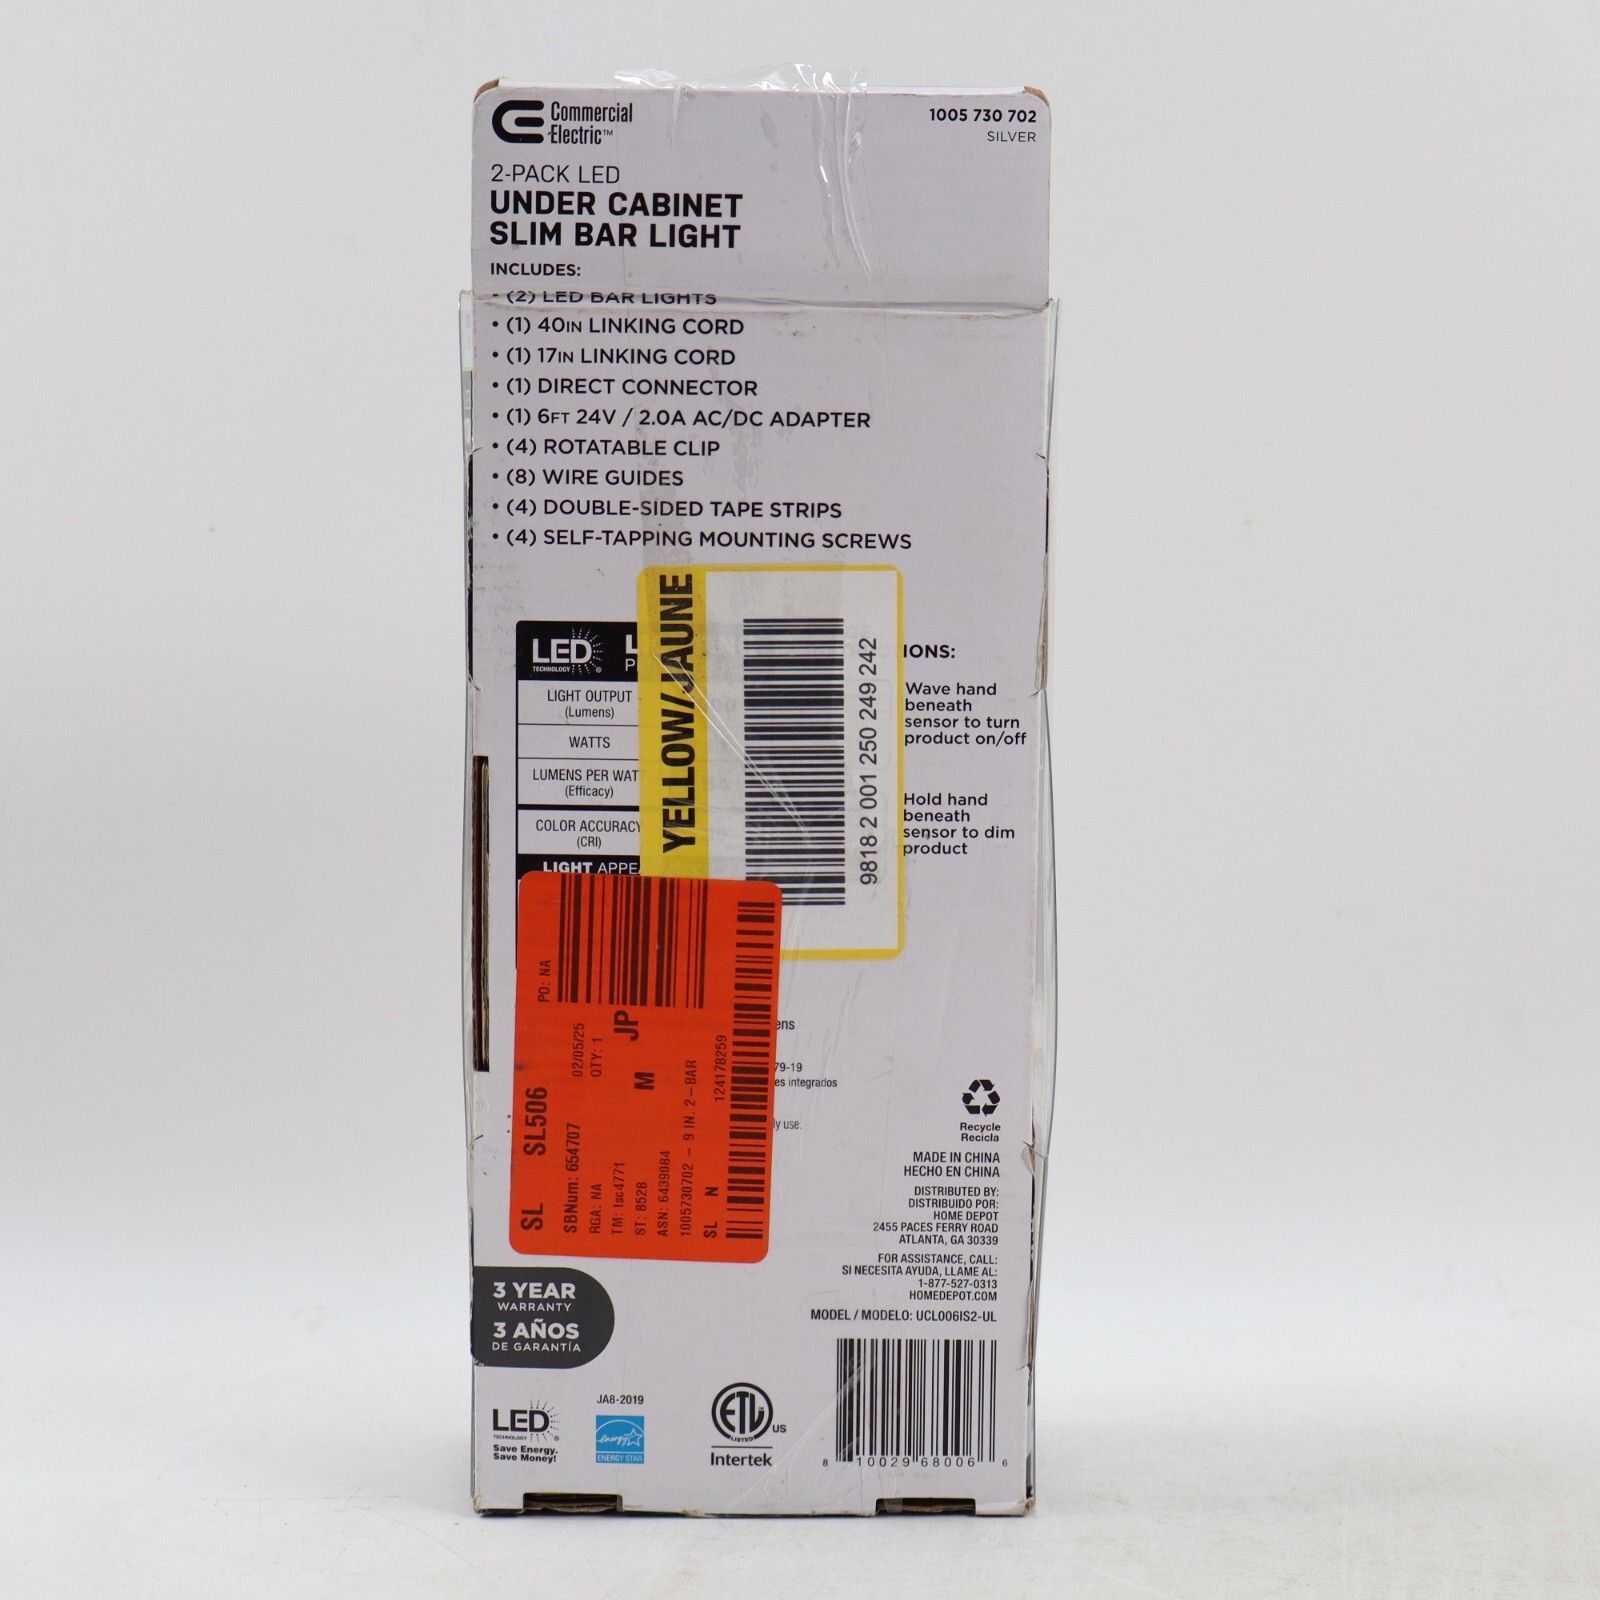 Commercial
Electric™
1005 730 702
SILVER
2-PACK LED
UNDER CABINET
SLIM BAR LIGHT
INCLUDES:
- (2) LED BAR LIGHTS
• (1) 40IN LINKING CORD
• (1) 17IN LINKING CORD
• (1) DIRECT CONNECTOR
• (1) 6FT 24V / 2.0A AC/DC ADAPTER
• (4) ROTATABLE CLIP
• (8) WIRE GUIDES
• (4) DOUBLE-SIDED TAPE STRIPS
• (4) SELF-TAPPING MOUNTING SCREWS
LED
TECHNOLOGY
LIGHT OUTPUT
(Lumens)
WATTS
LUMENS PER WAT
(Efficacy)
COLOR ACCURACY
(CRI)
LIGHT APPE
YELLOW/JAUNE
9818 2 001 250 249 242
IONS:
Wave hand
beneath
sensor to turn
product on/off
Hold hand
beneath
sensor to dim
product
SL SL506
PO: NA
SBNum: 654707
02/05/25
RGA: NA
QTY: 1
TM: lsc4771
JP
ST: 8528
M
ASN: 6439084
1005730702 – 9 IN. 2–BAR
SL N
124178259
ens
79-19
es integrados
ly use.
Recycle
Recicla
MADE IN CHINA
HECHO EN CHINA
DISTRIBUTED BY:
DISTRIBUIDO POR:
HOME DEPOT
2455 PACES FERRY ROAD
ATLANTA, GA 30339
FOR ASSISTANCE, CALL:
SI NECESITA AYUDA, LLAME AL:
1-877-527-0313
HOMEDEPOT.COM
MODEL / MODELO: UCL006IS2-UL
3 YEAR
WARRANTY
3 AÑOS
DE GARANTÍA
LED
TECHNOLOGY
Save Energy.
Save Money!
JA8-2019
energy
ENERGY STAR
ETL
LISTED
US
Intertek
8 10029 68006 6